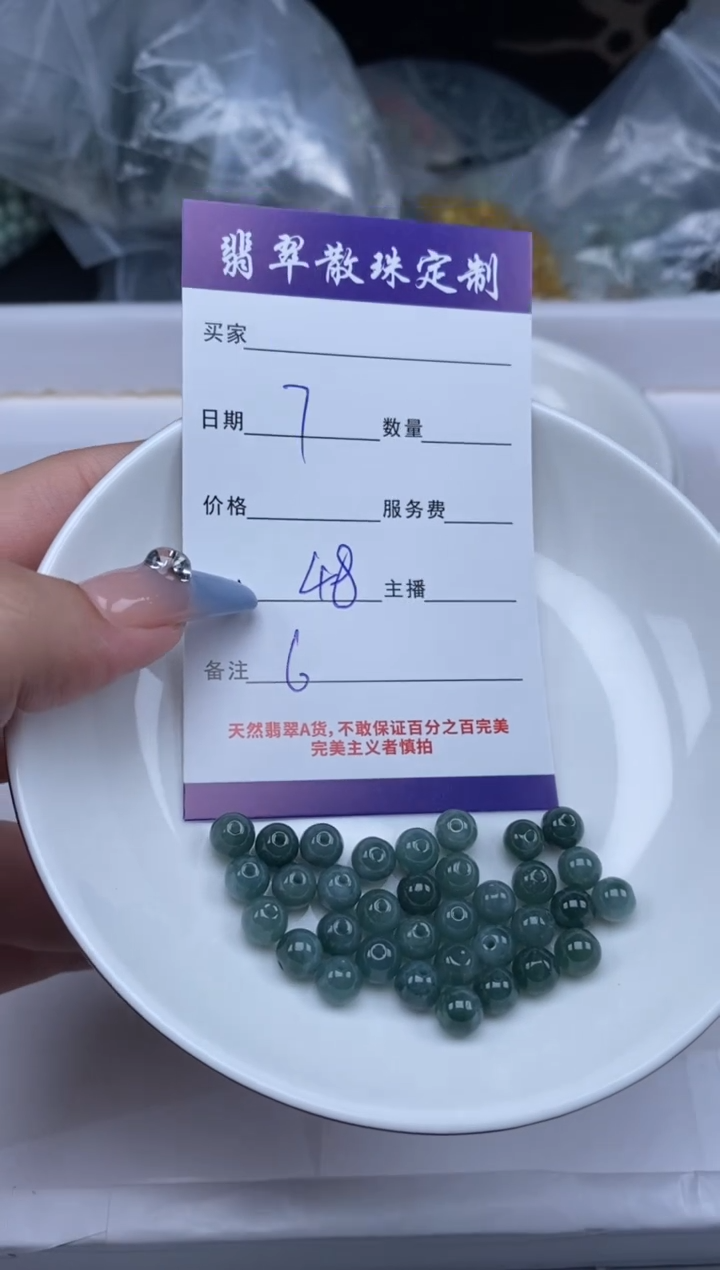 翡翠散珠定制
买家
日期 7 数量
价格 服务费
48 主播
备注 6
天然翡翠A货，不敢保证百分之百完美
完美主义者慎拍